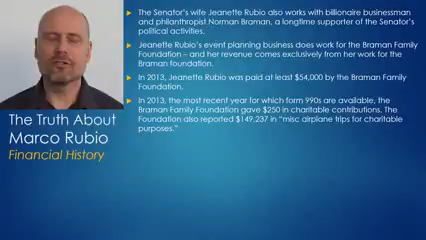 The Senator's wife Jeanette Rubio also works with billionaire businessman
and philanthropist Norman Braman, a longtime supporter of the Senator's
political activities.
Jeanette Rubio's event planning business does work for the Braman Family
Foundation – and her revenue comes exclusively from her work for the
Braman foundation.
In 2013, Jeanette Rubio was paid at least $54,000 by the Braman Family
Foundation.
In 2013, the most recent year for which form 990s are available, the
Braman Family Foundation gave $250 in charitable contributions. The
Foundation also reported $149,237 in "misc airplane trips for charitable
purposes."
The Truth About
Marco Rubio
Financial History